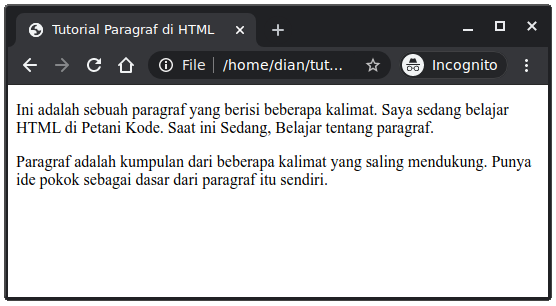 Tutorial Paragraf di HTML
File | /home/dian/tut...
Incognito
Ini adalah sebuah paragraf yang berisi beberapa kalimat. Saya sedang belajar
HTML di Petani Kode. Saat ini Sedang, Belajar tentang paragraf.
Paragraf adalah kumpulan dari beberapa kalimat yang saling mendukung. Punya
ide pokok sebagai dasar dari paragraf itu sendiri.